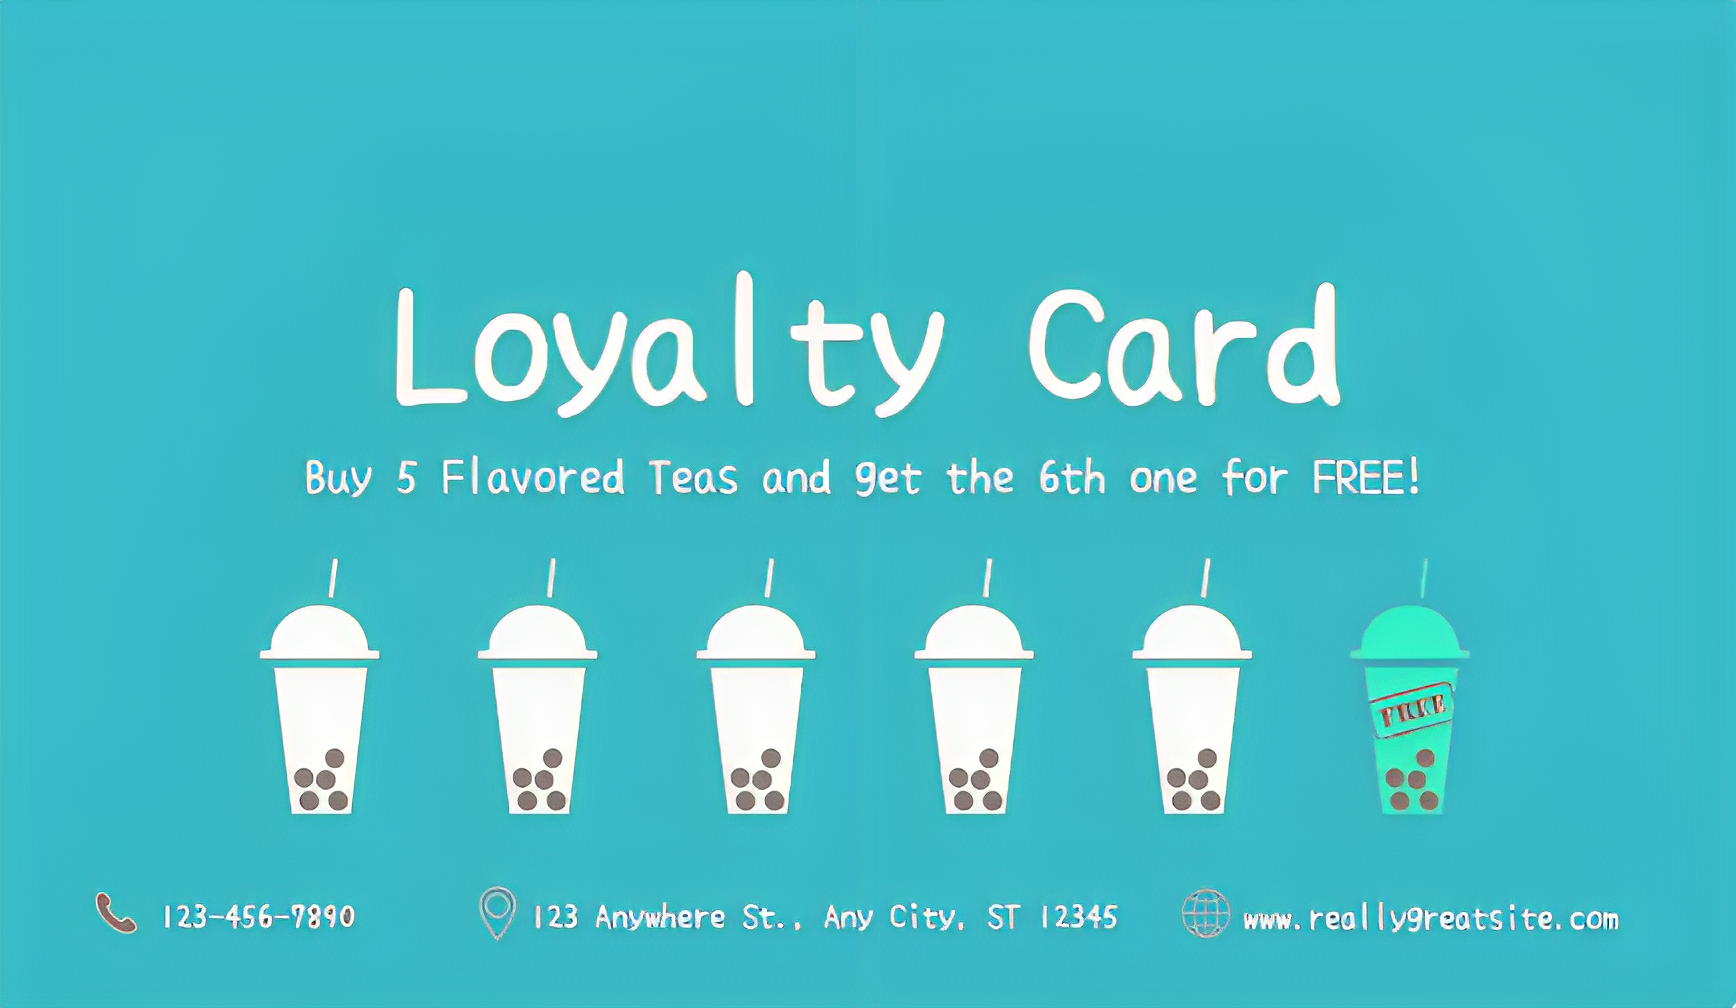 Loyalty Card
Buy 5 Flavored Teas and get the 6th one for FREE!
123-456-7890
123 Anywhere St., Any City, ST 12345
www.reallygreatsite.com